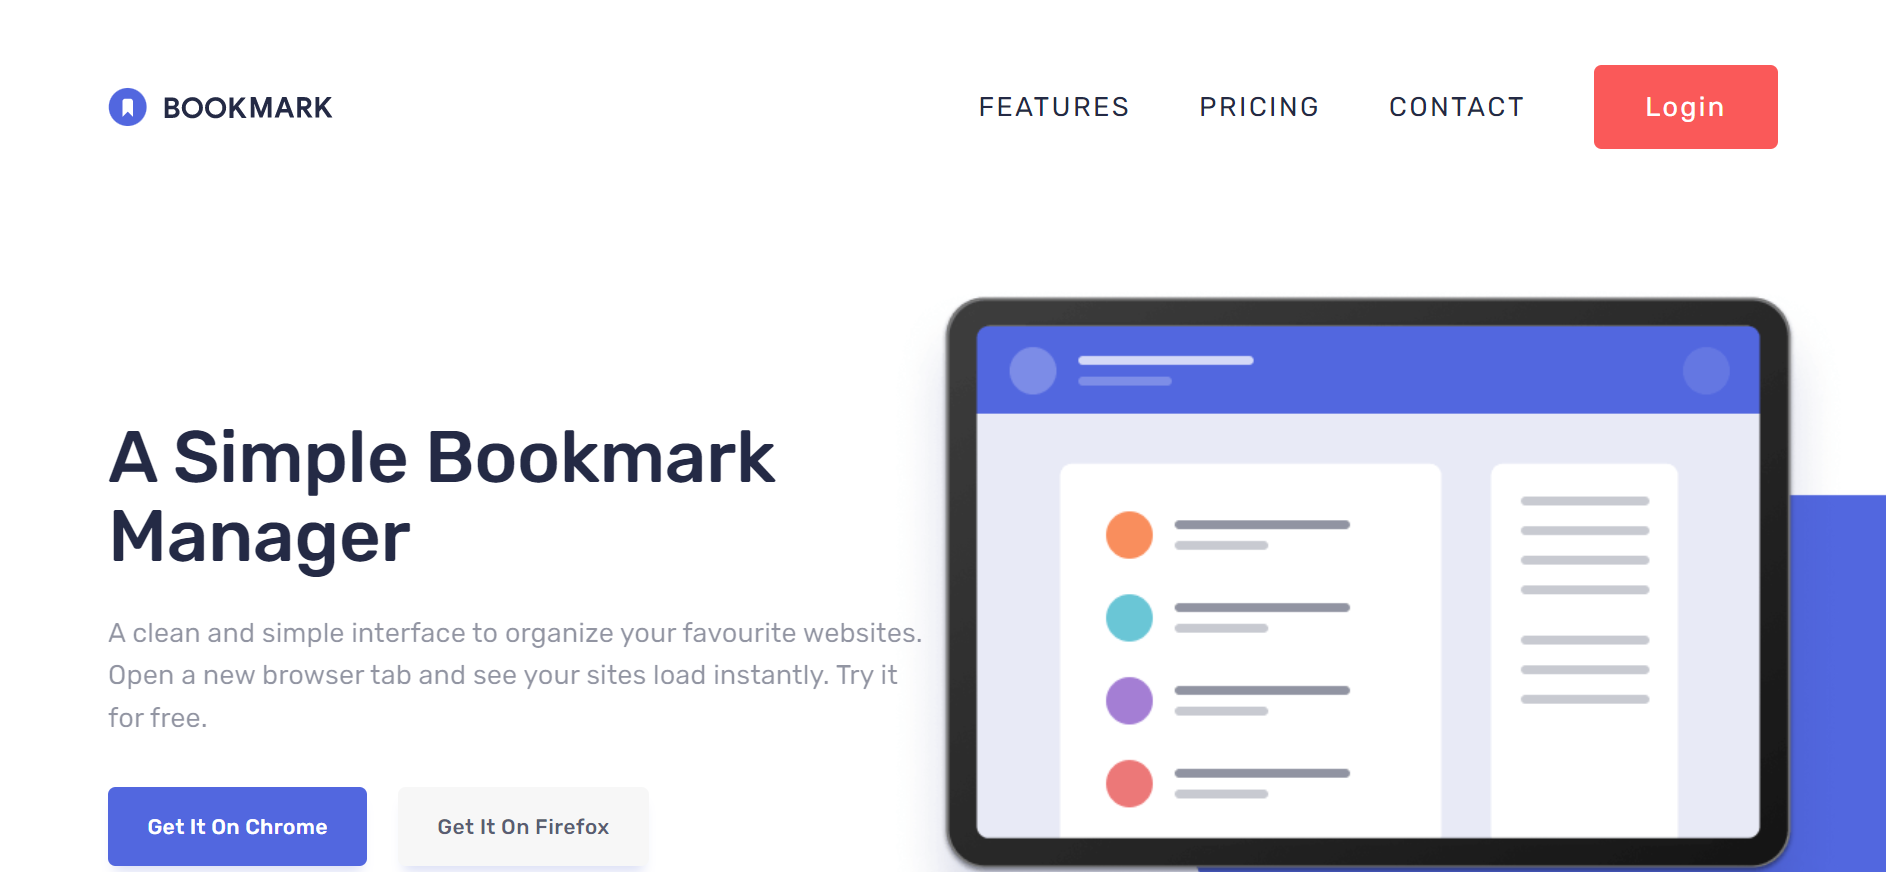 BOOKMARK
FEATURES
PRICING
CONTACT
Login
A Simple Bookmark
Manager
A clean and simple interface to organize your favourite websites.
Open a new browser tab and see your sites load instantly. Try it
for free.
Get It On Chrome
Get It On Firefox